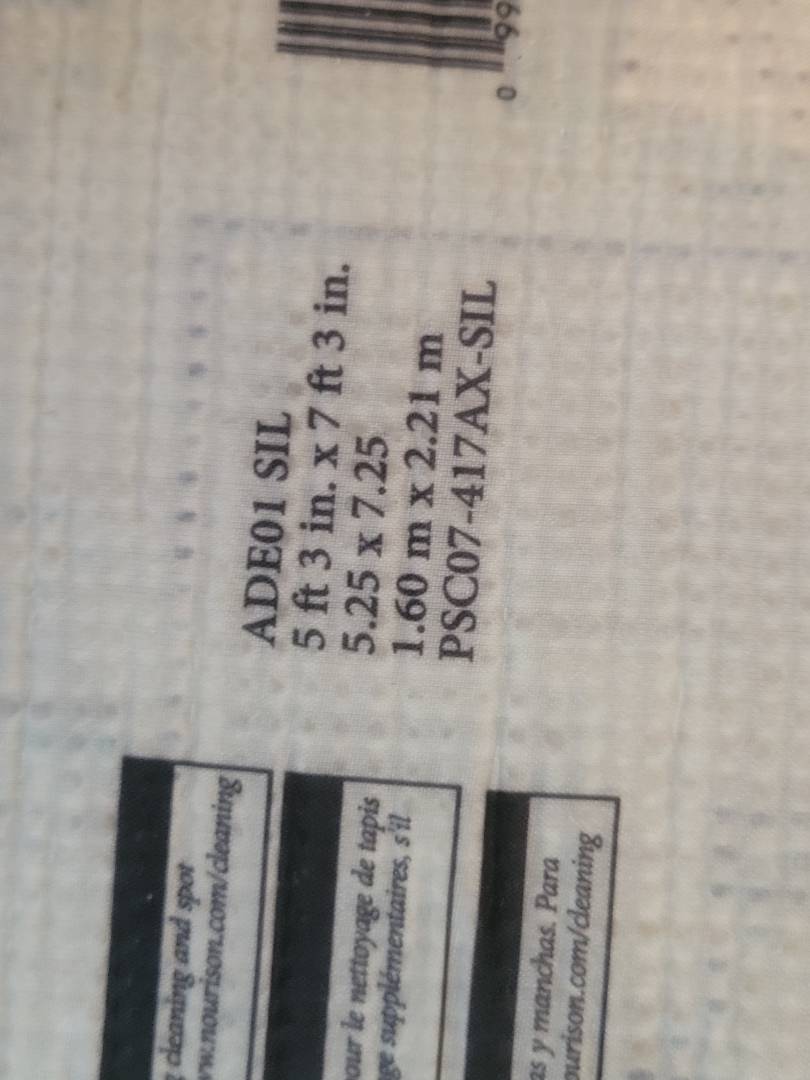 0 99
ADE01 SIL
5 ft 3 in. x 7 ft 3 in.
5.25 x 7.25
1.60 m x 2.21 m
PSC07-417AX-SIL
cleaning and spot
nourison.com/cleaning
le nettoyage de tapis
supplémentaires, s'il
y manchas. Para
ourison.com/cleaning